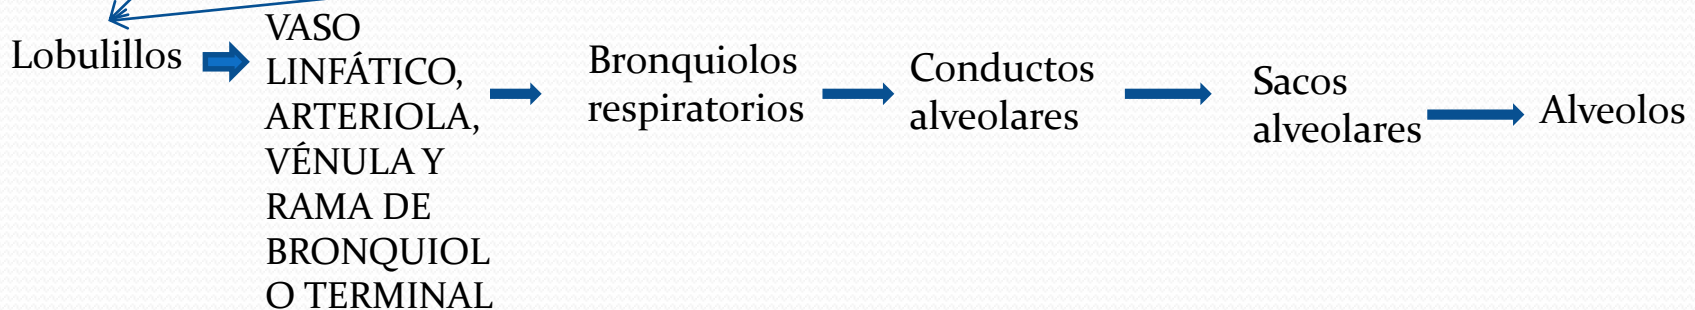 Lobulillos
VASO
LINFÁTICO,
ARTERIOLA,
VÉNULA Y
RAMA DE
BRONQUIOL
O TERMINAL
Bronquiolos
respiratorios
Conductos
alveolares
Sacos
alveolares
Alveolos